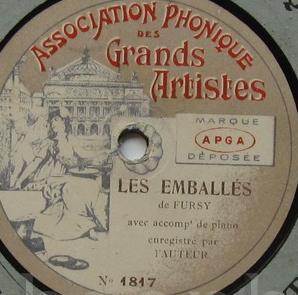 ASSOCIATION PHONIQUE
DES
Grands
Artistes
MARQUE
APGA
DÉPOSÉE
LES EMBALLÉS
de FURSY
avec accompt de piano
enregistré par
l'AUTEUR
No 1817